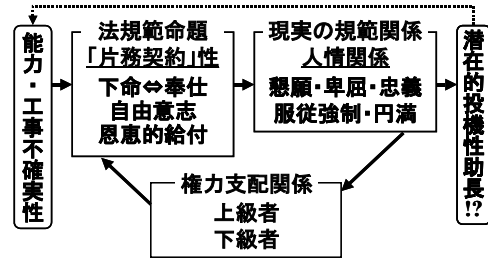 能力・工事不確実性
法規範命題
「片務契約」性
下命⇔奉仕
自由意志
恩恵的給付
現実の規範関係
人情関係
懇願・卑屈・忠義
服従強制・円満
潜在的投機性助長!?
権力支配関係
上級者
下級者